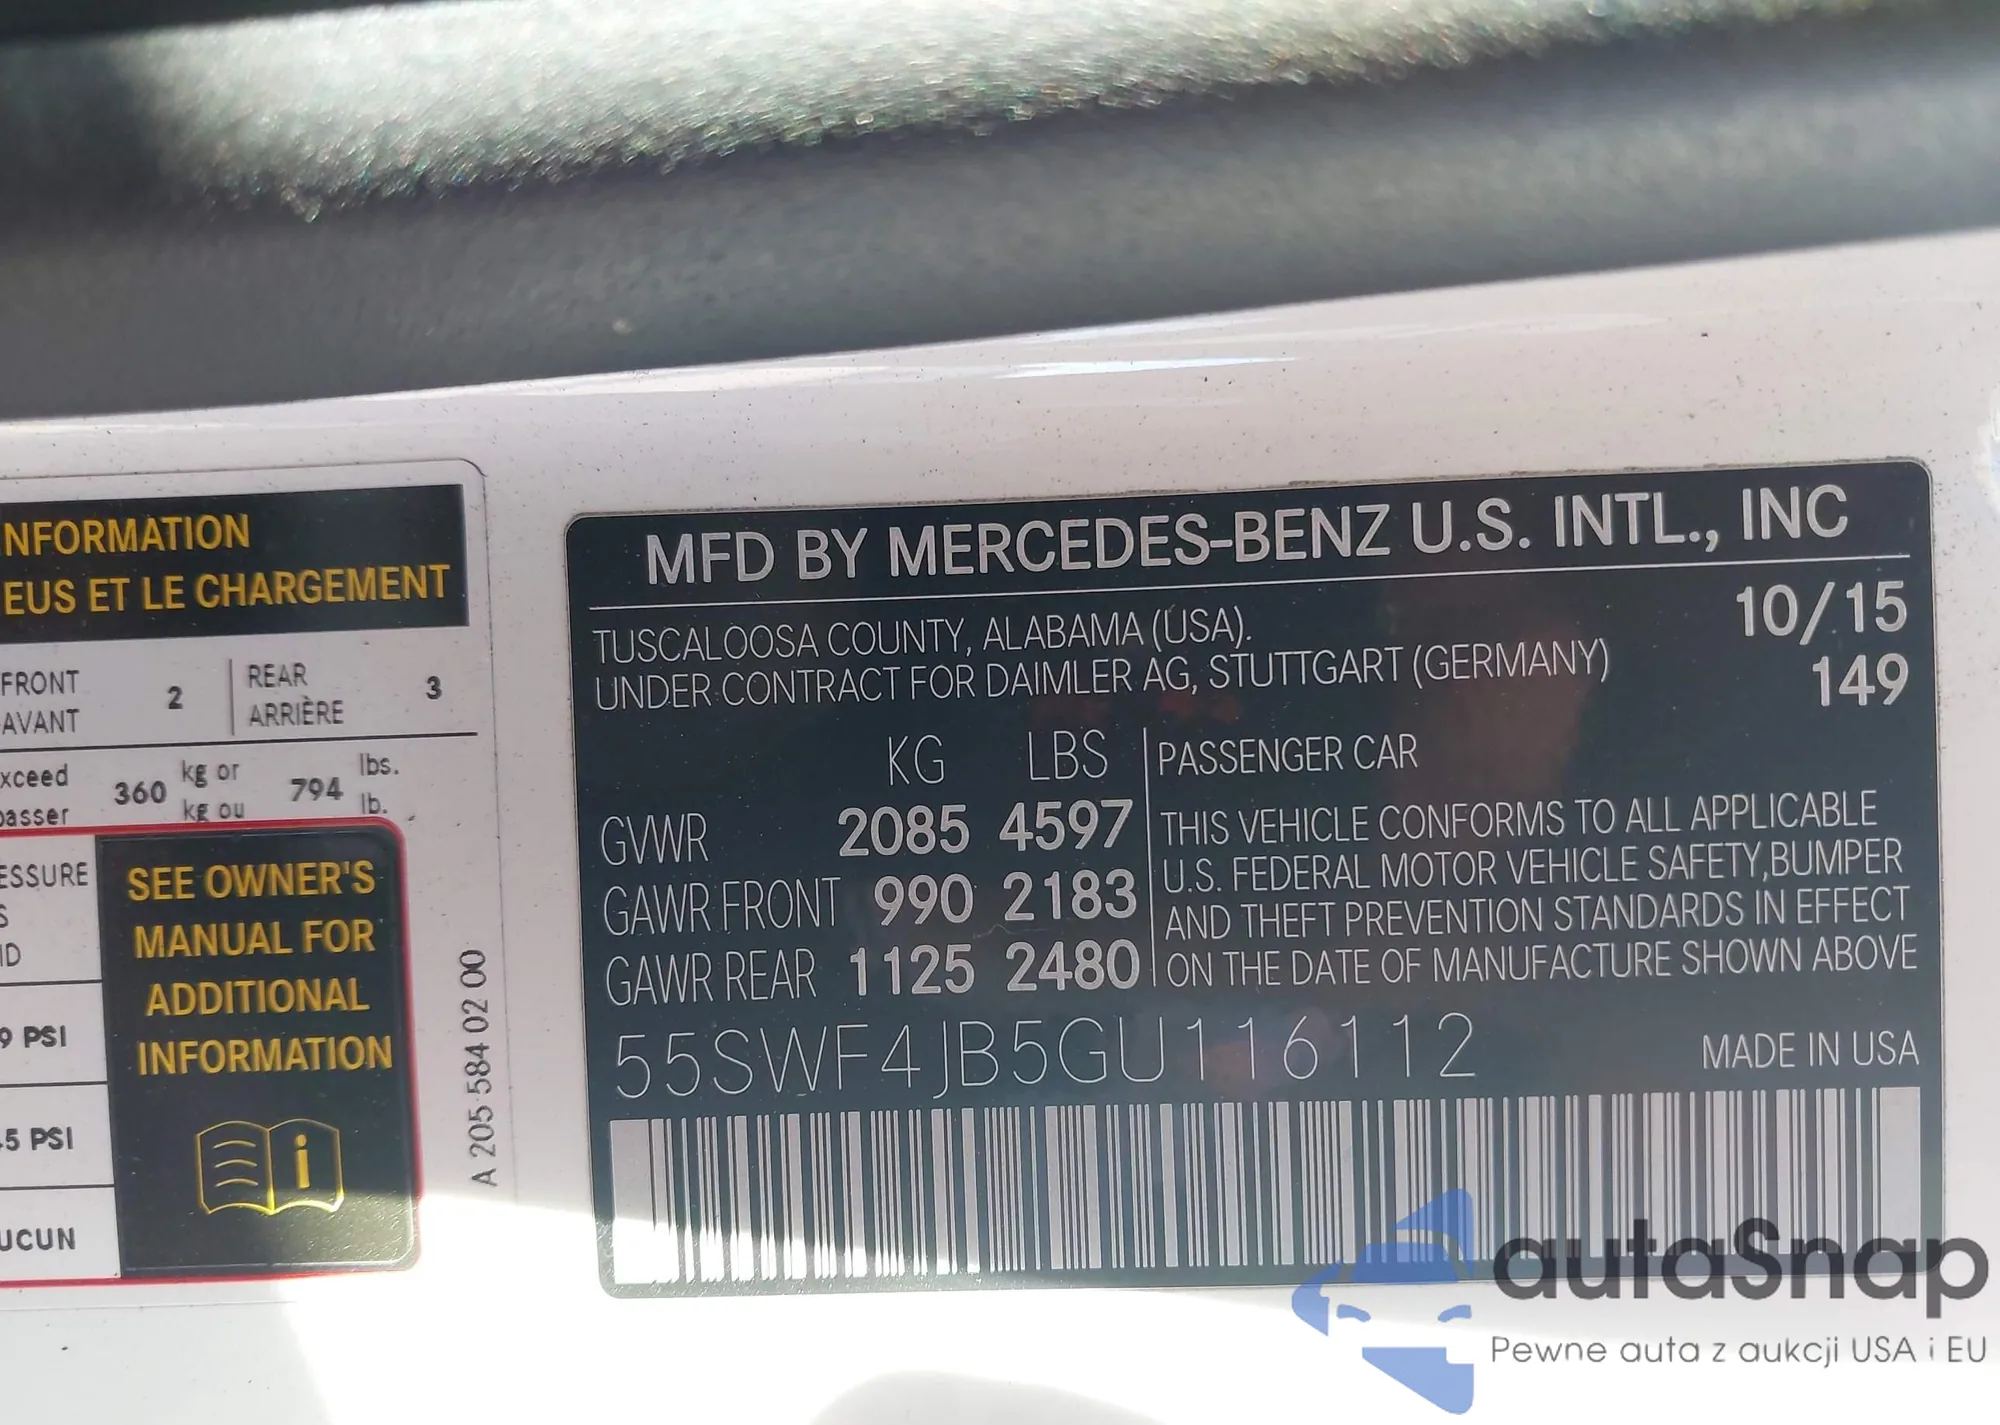 NFORMATION
EUS ET LE CHARGEMENT
FRONT
AVANT
2
REAR
ARRIÈRE
3
xceed
passer
360
kg or
kg ou
794
lbs.
lb.
ESSURE
S
ID
9 PSI
5 PSI
UCUN
SEE OWNER'S
MANUAL FOR
ADDITIONAL
INFORMATION
A 205 584 02 00
MFD BY MERCEDES-BENZ U.S. INTL., INC
TUSCALOOSA COUNTY, ALABAMA (USA).
UNDER CONTRACT FOR DAIMLER AG, STUTTGART (GERMANY)
10/15
149
KG LBS
GVWR 2085 4597
GAWR FRONT 990 2183
GAWR REAR 1125 2480
PASSENGER CAR
THIS VEHICLE CONFORMS TO ALL APPLICABLE
U.S. FEDERAL MOTOR VEHICLE SAFETY,BUMPER
AND THEFT PREVENTION STANDARDS IN EFFECT
ON THE DATE OF MANUFACTURE SHOWN ABOVE
55SWF4JB5GU116112
MADE IN USA
autaSnap
Pewne auta z aukcji USA i EU